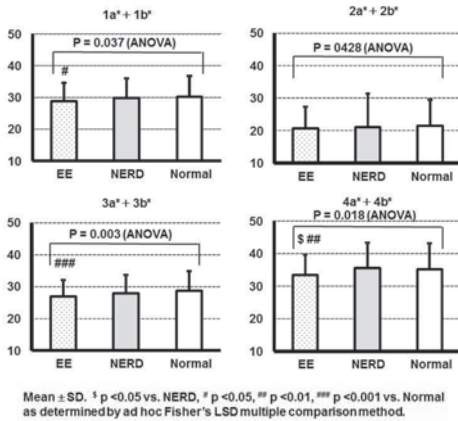 1a* + 1b*
P = 0.037 (ANOVA)
#
50
40
30
20
10
EE NERD Normal
2a* + 2b*
P = 0428 (ANOVA)
50
40
30
20
10
EE NERD Normal
3a* + 3b*
P = 0.003 (ANOVA)
###
50
40
30
20
10
EE NERD Normal
4a* + 4b*
P = 0.018 (ANOVA)
$ ##
50
40
30
20
10
EE NERD Normal
Mean ± SD. $ p <0.05 vs. NERD, # p <0.05, ## p <0.01, ### p <0.001 vs. Normal
as determined by ad hoc Fisher's LSD multiple comparison method.